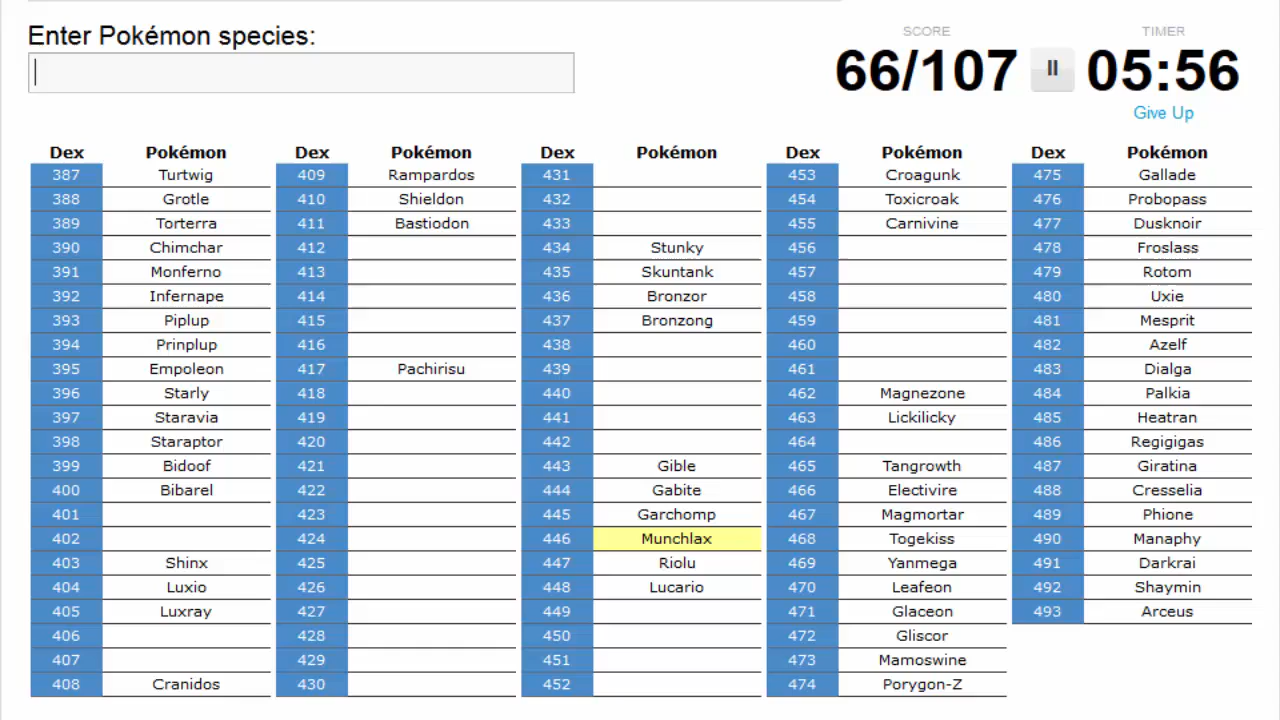 Enter Pokémon species:
SCORE TIMER
66/107 05:56
Give Up
Dex Pokémon Dex Pokémon Dex Pokémon Dex Pokémon Dex Pokémon
387 Turtwig 409 Rampardos 431 453 Croagunk 475 Gallade
388 Grotle 410 Shieldon 432 454 Toxicroak 476 Probopass
389 Torterra 411 Bastiodon 433 455 Carnivine 477 Dusknoir
390 Chimchar 412 434 Stunky 456 478 Froslass
391 Monferno 413 435 Skuntank 457 479 Rotom
392 Infernape 414 436 Bronzor 458 480 Uxie
393 Piplup 415 437 Bronzong 459 481 Mesprit
394 Prinplup 416 438 460 482 Azelf
395 Empoleon 417 Pachirisu 439 461 483 Dialga
396 Starly 418 440 462 Magnezone 484 Palkia
397 Staravia 419 441 463 Lickilicky 485 Heatran
398 Staraptor 420 442 464 486 Regigigas
399 Bidoof 421 443 Gible 465 Tangrowth 487 Giratina
400 Bibarel 422 444 Gabite 466 Electivire 488 Cresselia
401 423 445 Garchomp 467 Magmortar 489 Phione
402 424 446 Munchlax 468 Togekiss 490 Manaphy
403 Shinx 425 447 Riolu 469 Yanmega 491 Darkrai
404 Luxio 426 448 Lucario 470 Leafeon 492 Shaymin
405 Luxray 427 449 471 Glaceon 493 Arceus
406 428 450 472 Gliscor
407 429 451 473 Mamoswine
408 Cranidos 430 452 474 Porygon-Z